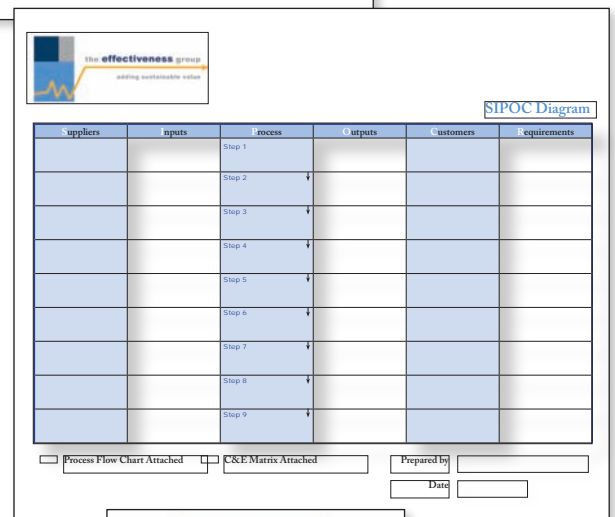 the effectiveness group
adding sustainable value
SIPOC Diagram
Suppliers Inputs Process Outputs Customers Requirements
Step 1
Step 2
Step 3
Step 4
Step 5
Step 6
Step 7
Step 8
Step 9
Process Flow Chart Attached C&E Matrix Attached Prepared by
Date